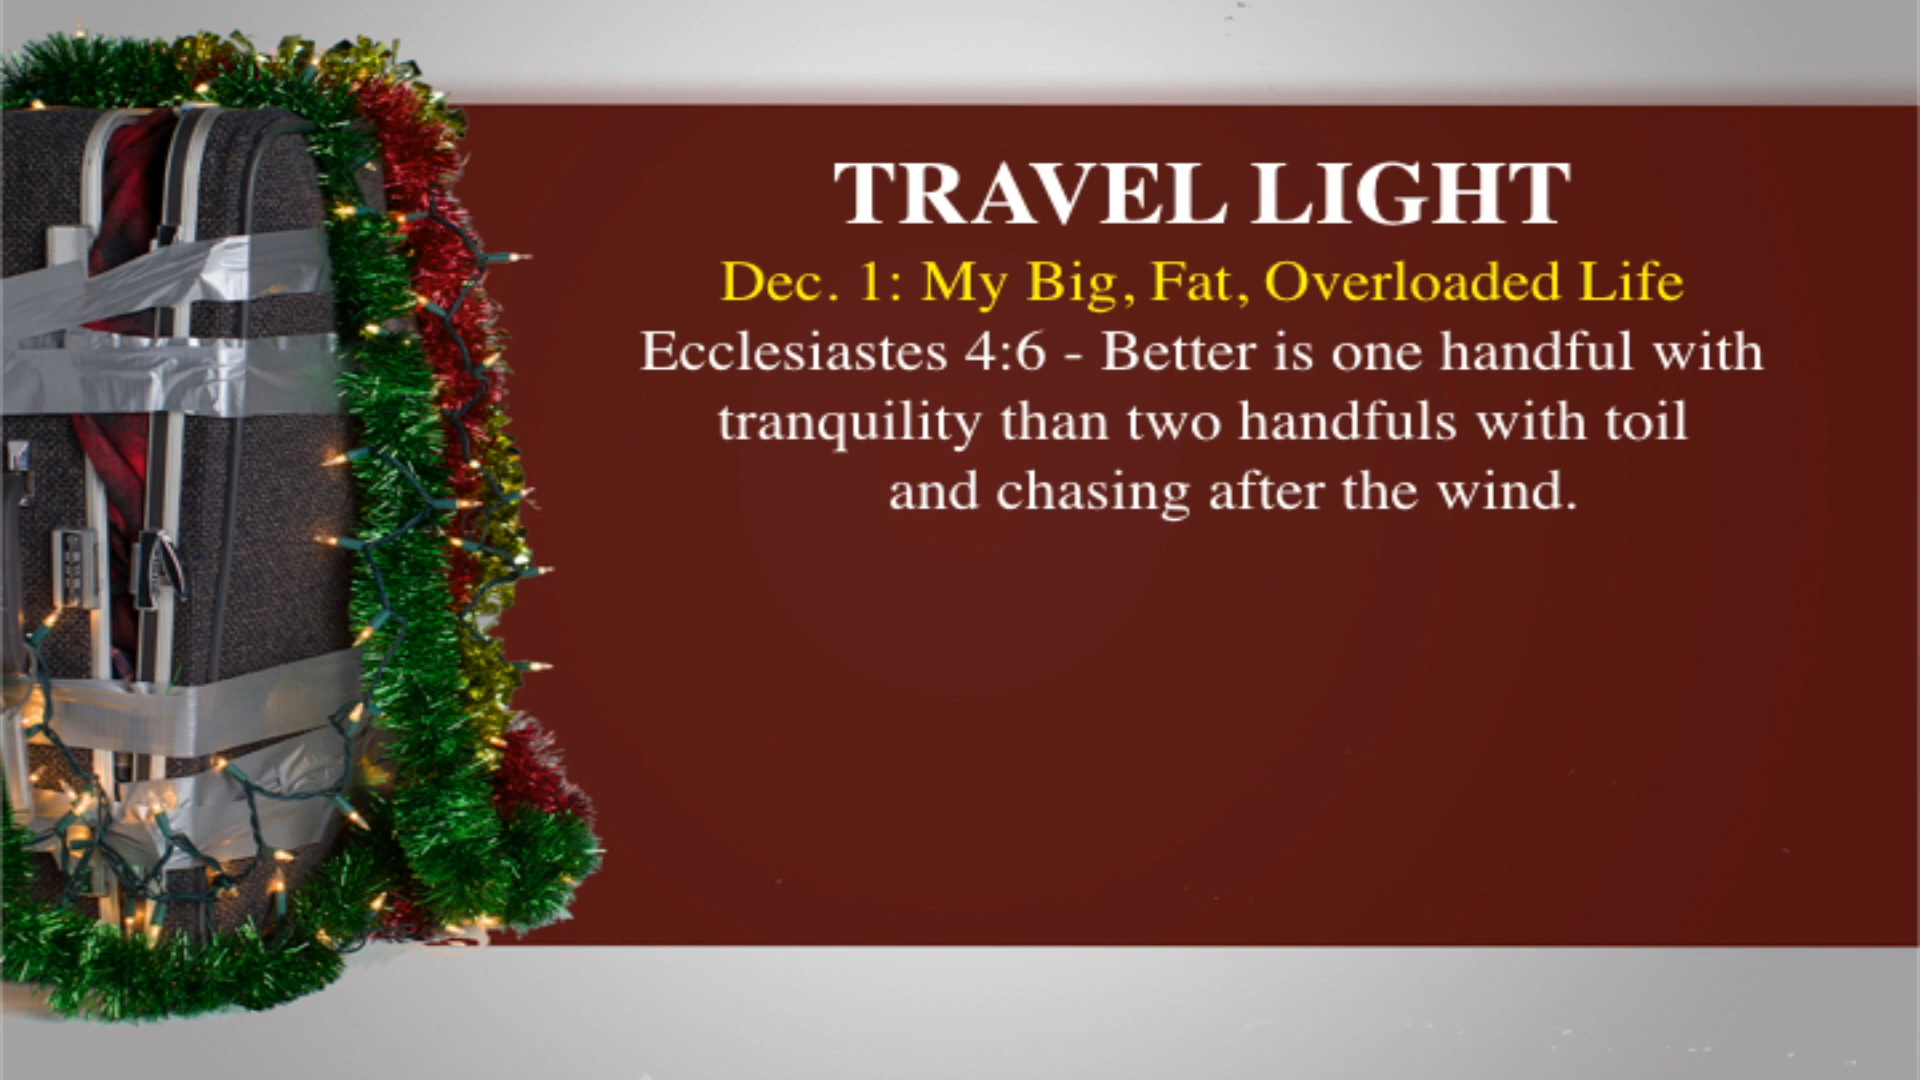 TRAVEL LIGHT
Dec. 1: My Big, Fat, Overloaded Life
Ecclesiastes 4:6 - Better is one handful with
tranquility than two handfuls with toil
and chasing after the wind.